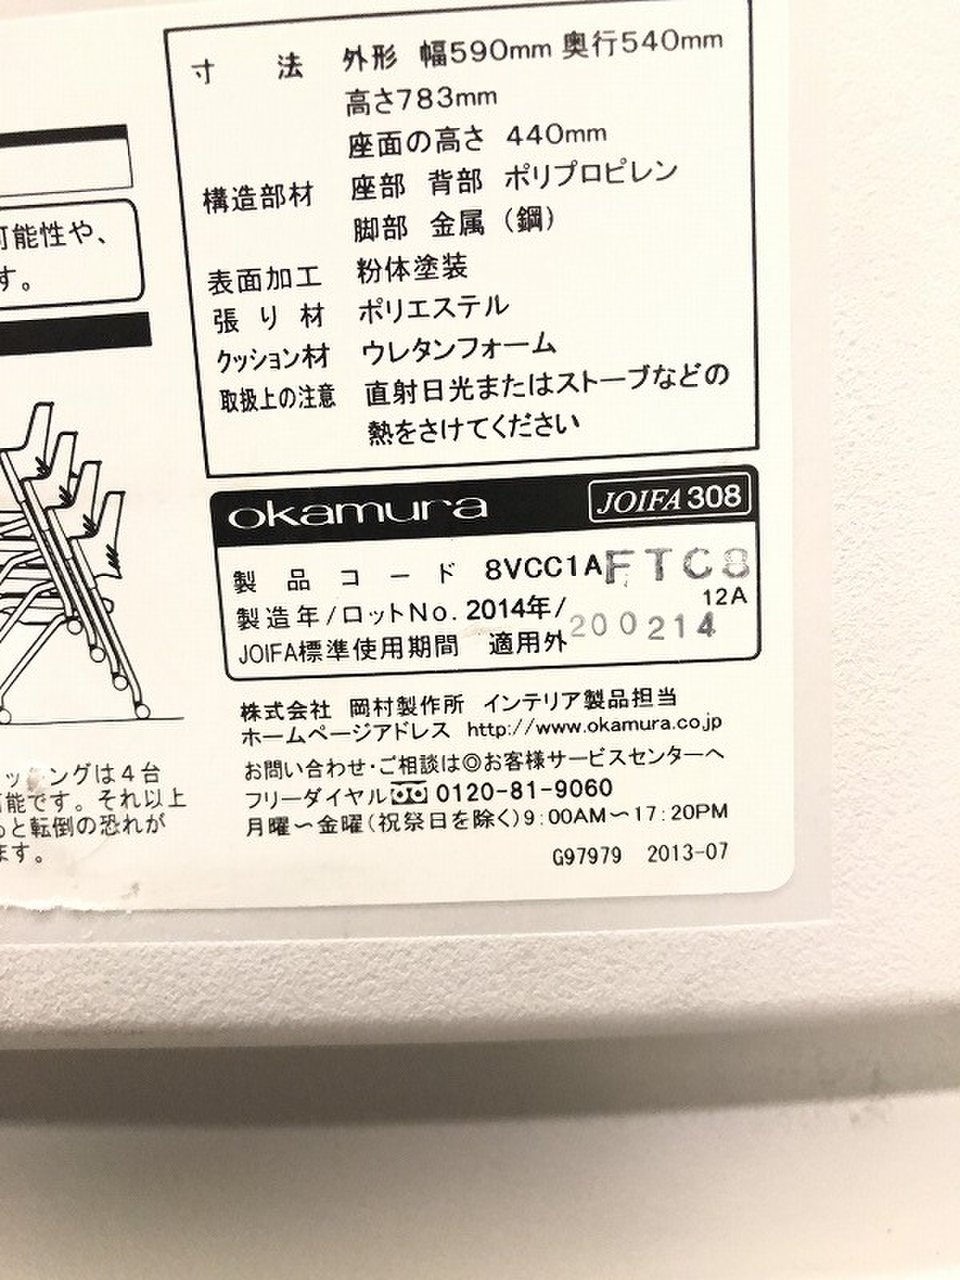 寸 法 外形 幅590mm 奥行540mm
高さ783mm
座面の高さ 440mm
構造部材 座部 背部 ポリプロピレン
脚部 金属（鋼）
表面加工 粉体塗装
張り材 ポリエステル
クッション材 ウレタンフォーム
取扱上の注意 直射日光またはストーブなどの
熱をさけてください
可能性や、
す。
okamura JOIFA308
製品コード 8VCC1AFTC8
12A
製造年/ロットNo. 2014年/200214
JOIFA標準使用期間 適用外
株式会社 岡村製作所 インテリア製品担当
ホームページアドレス http://www.okamura.co.jp
お問い合わせ・ご相談は◎お客様サービスセンターへ
フリーダイヤル 0120-81-9060
月曜〜金曜(祝祭日を除く)9:00AM〜17:20PM
G97979 2013-07
ッキングは4台
可能です。それ以上
ると転倒の恐れが
ます。